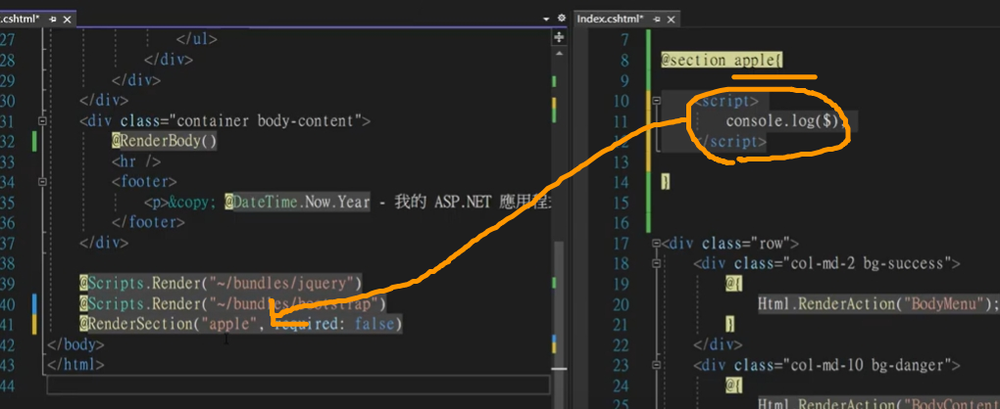 .cshtml*
27 </ul>
28 </div>
29 </div>
30 </div>
31 <div class="container body-content">
32 @RenderBody()
33 <hr />
34 <footer>
35 <p>&copy; @DateTime.Now.Year - 我的 ASP.NET 應用程
36 </footer>
37 </div>
38
39 @Scripts.Render("~/bundles/jquery")
40 @Scripts.Render("~/bundles/bootstrap")
41 @RenderSection("apple", required: false)
42 </body>
43 </html>
44
Index.cshtml*
7
8 @section apple{
9
10 <script>
11 console.log($)
12 </script>
13
14 }
15
16
17 <div class="row">
18 <div class="col-md-2 bg-success">
19 @{
20 Html.RenderAction("BodyMenu");
21 }
22 </div>
23 <div class="col-md-10 bg-danger">
24 @{
25 Html.RenderAction("BodyContent